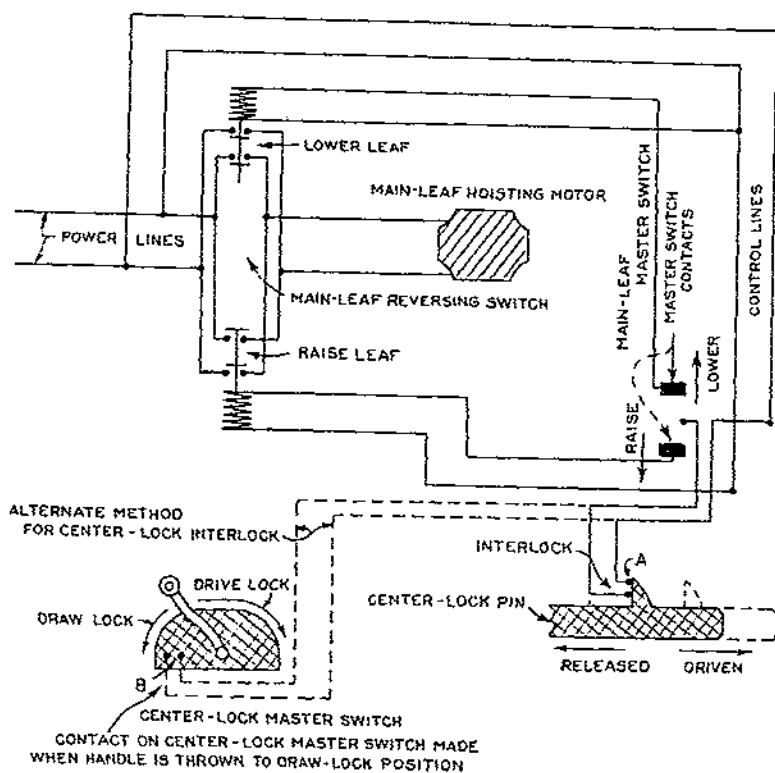 LOWER LEAF
MAIN-LEAF HOISTING MOTOR
POWER LINES
MAIN-LEAF REVERSING SWITCH
RAISE LEAF
MAIN-LEAF
MASTER SWITCH
MASTER SWITCH
CONTACTS
CONTROL LINES
LOWER
RAISE
ALTERNATE METHOD
FOR CENTER-LOCK INTERLOCK
INTERLOCK
A
DRIVE LOCK
DRAW LOCK
CENTER-LOCK PIN
B
RELEASED
DRIVEN
CENTER-LOCK MASTER SWITCH
CONTACT ON CENTER-LOCK MASTER SWITCH MADE
WHEN HANDLE IS THROWN TO DRAW-LOCK POSITION